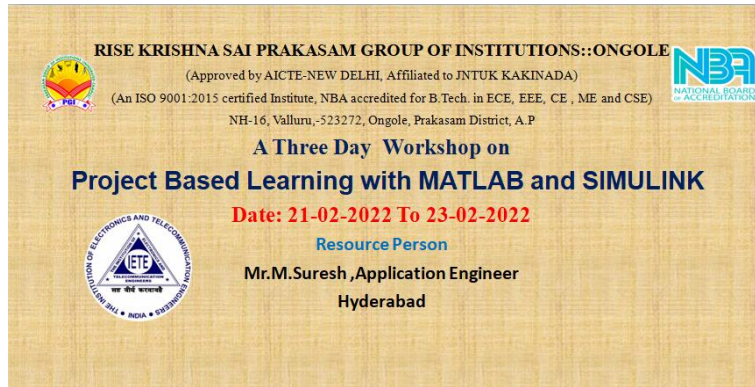 RISE KRISHNA SAI PRAKASAM GROUP OF INSTITUTIONS::ONGOLE
(Approved by AICTE-NEW DELHI, Affiliated to JNTUK KAKINADA)
(An ISO 9001:2015 certified Institute, NBA accredited for B.Tech. in ECE, EEE, CE , ME and CSE)
NH-16, Valluru,-523272, Ongole, Prakasam District, A.P
PGI
NBA
NATIONAL BOARD
OF ACCREDITATION
A Three Day Workshop on
Project Based Learning with MATLAB and SIMULINK
Date: 21-02-2022 To 23-02-2022
Resource Person
Mr.M.Suresh ,Application Engineer
Hyderabad
THE INSTITUTION OF ELECTRONICS AND TELECOMMUNICATION ENGINEERS
INDIA
IETE
सह वीर्यं करवावहै